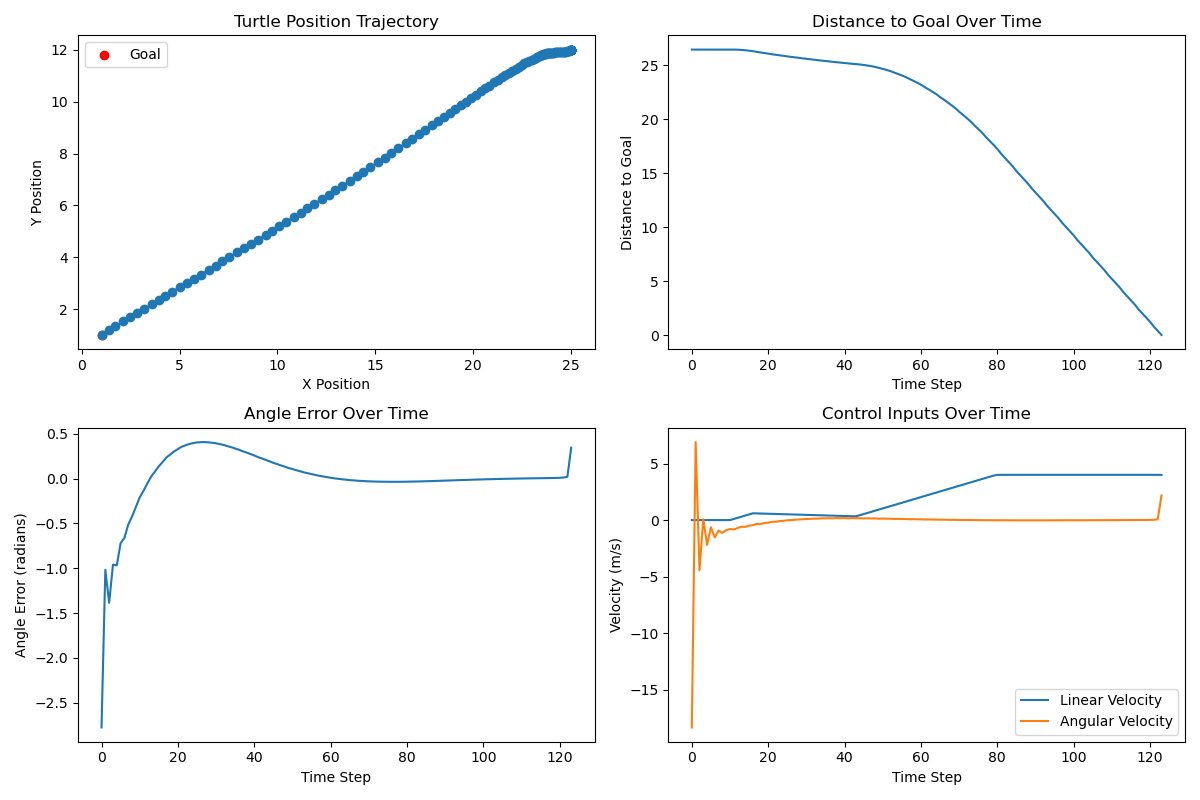 Turtle Position Trajectory
Goal
Y Position
12
10
8
6
4
2
0 5 10 15 20 25
X Position
Distance to Goal Over Time
Distance to Goal
25
20
15
10
5
0
0 20 40 60 80 100 120
Time Step
Angle Error Over Time
Angle Error (radians)
0.5
0.0
−0.5
−1.0
−1.5
−2.0
−2.5
0 20 40 60 80 100 120
Time Step
Control Inputs Over Time
Velocity (m/s)
5
0
−5
−10
−15
Linear Velocity
Angular Velocity
0 20 40 60 80 100 120
Time Step